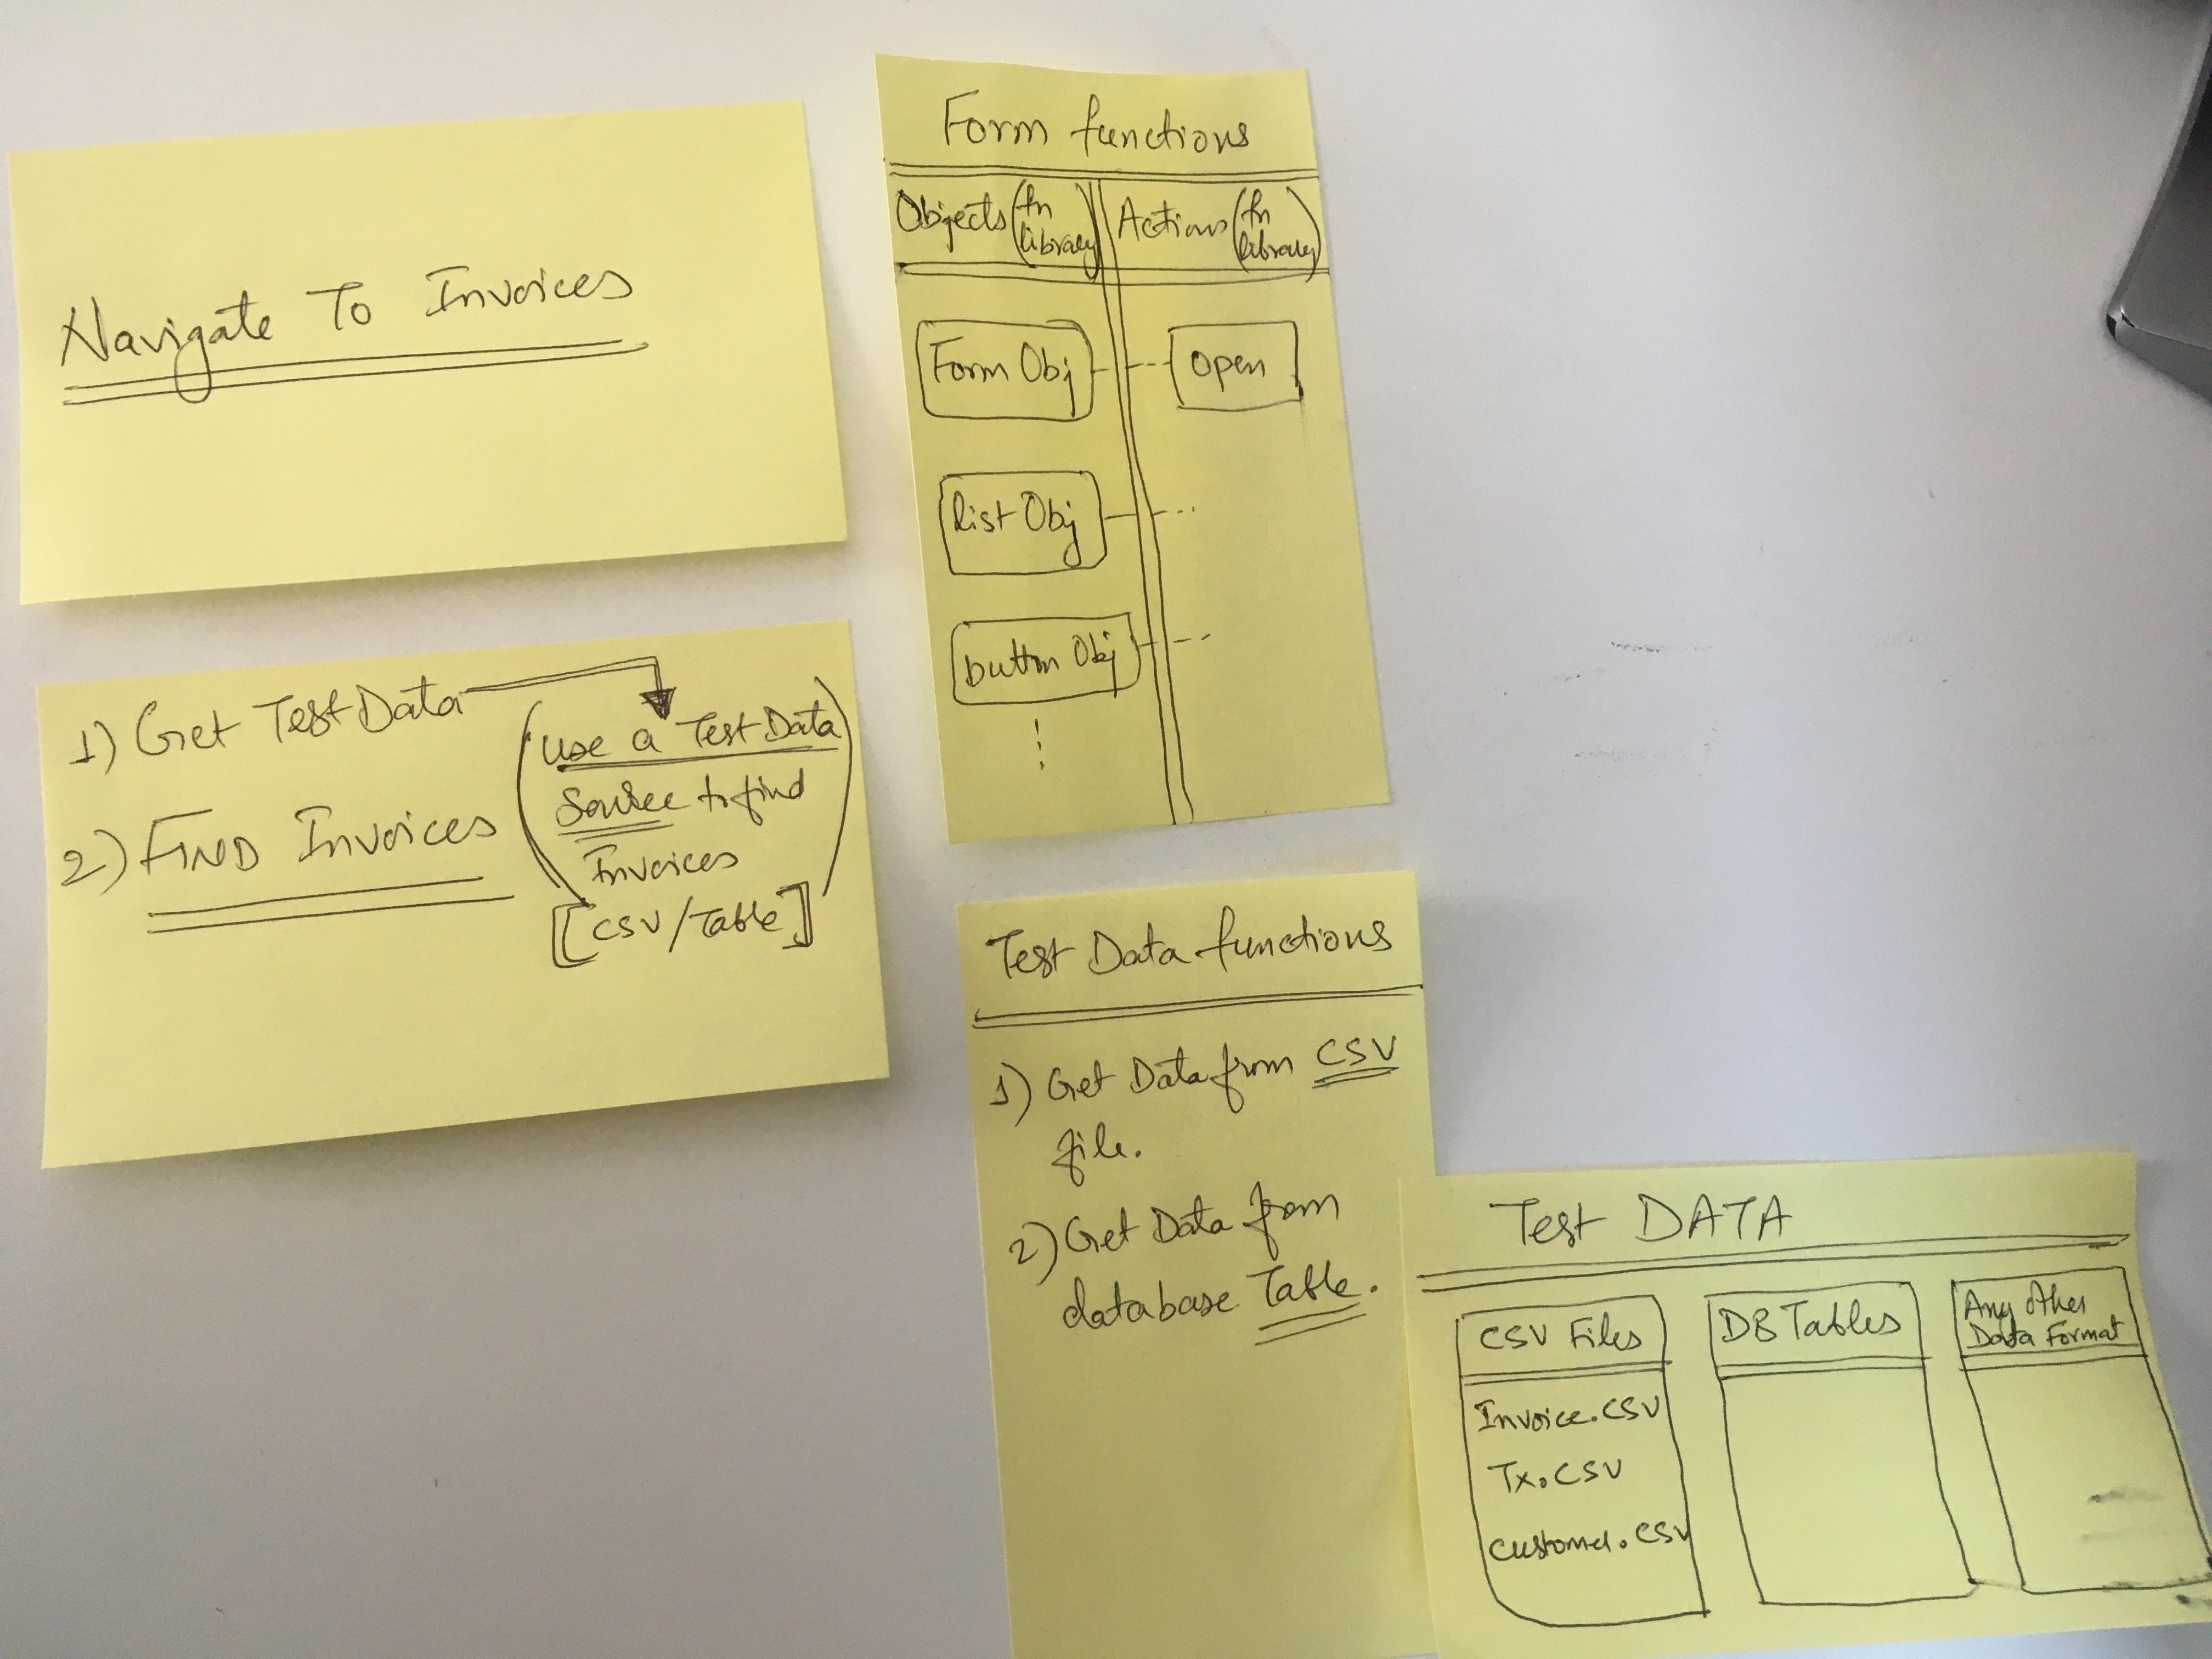 Navigate To Invoices
1) Get Test Data
2) FIND Invoices
(use a Test Data
Source to find
Invoices
[CSV/Table])
Form functions
Objects (In
library)
Actions (In
library)
Form Obj
Open
List Obj
button Obj
Test Data functions
1) Get Data from CSV
file.
2) Get Data from
database Table.
Test DATA
CSV Files
Invoice.CSV
Tx.CSV
Customer.CSV
DB Tables
Any other
Data Format